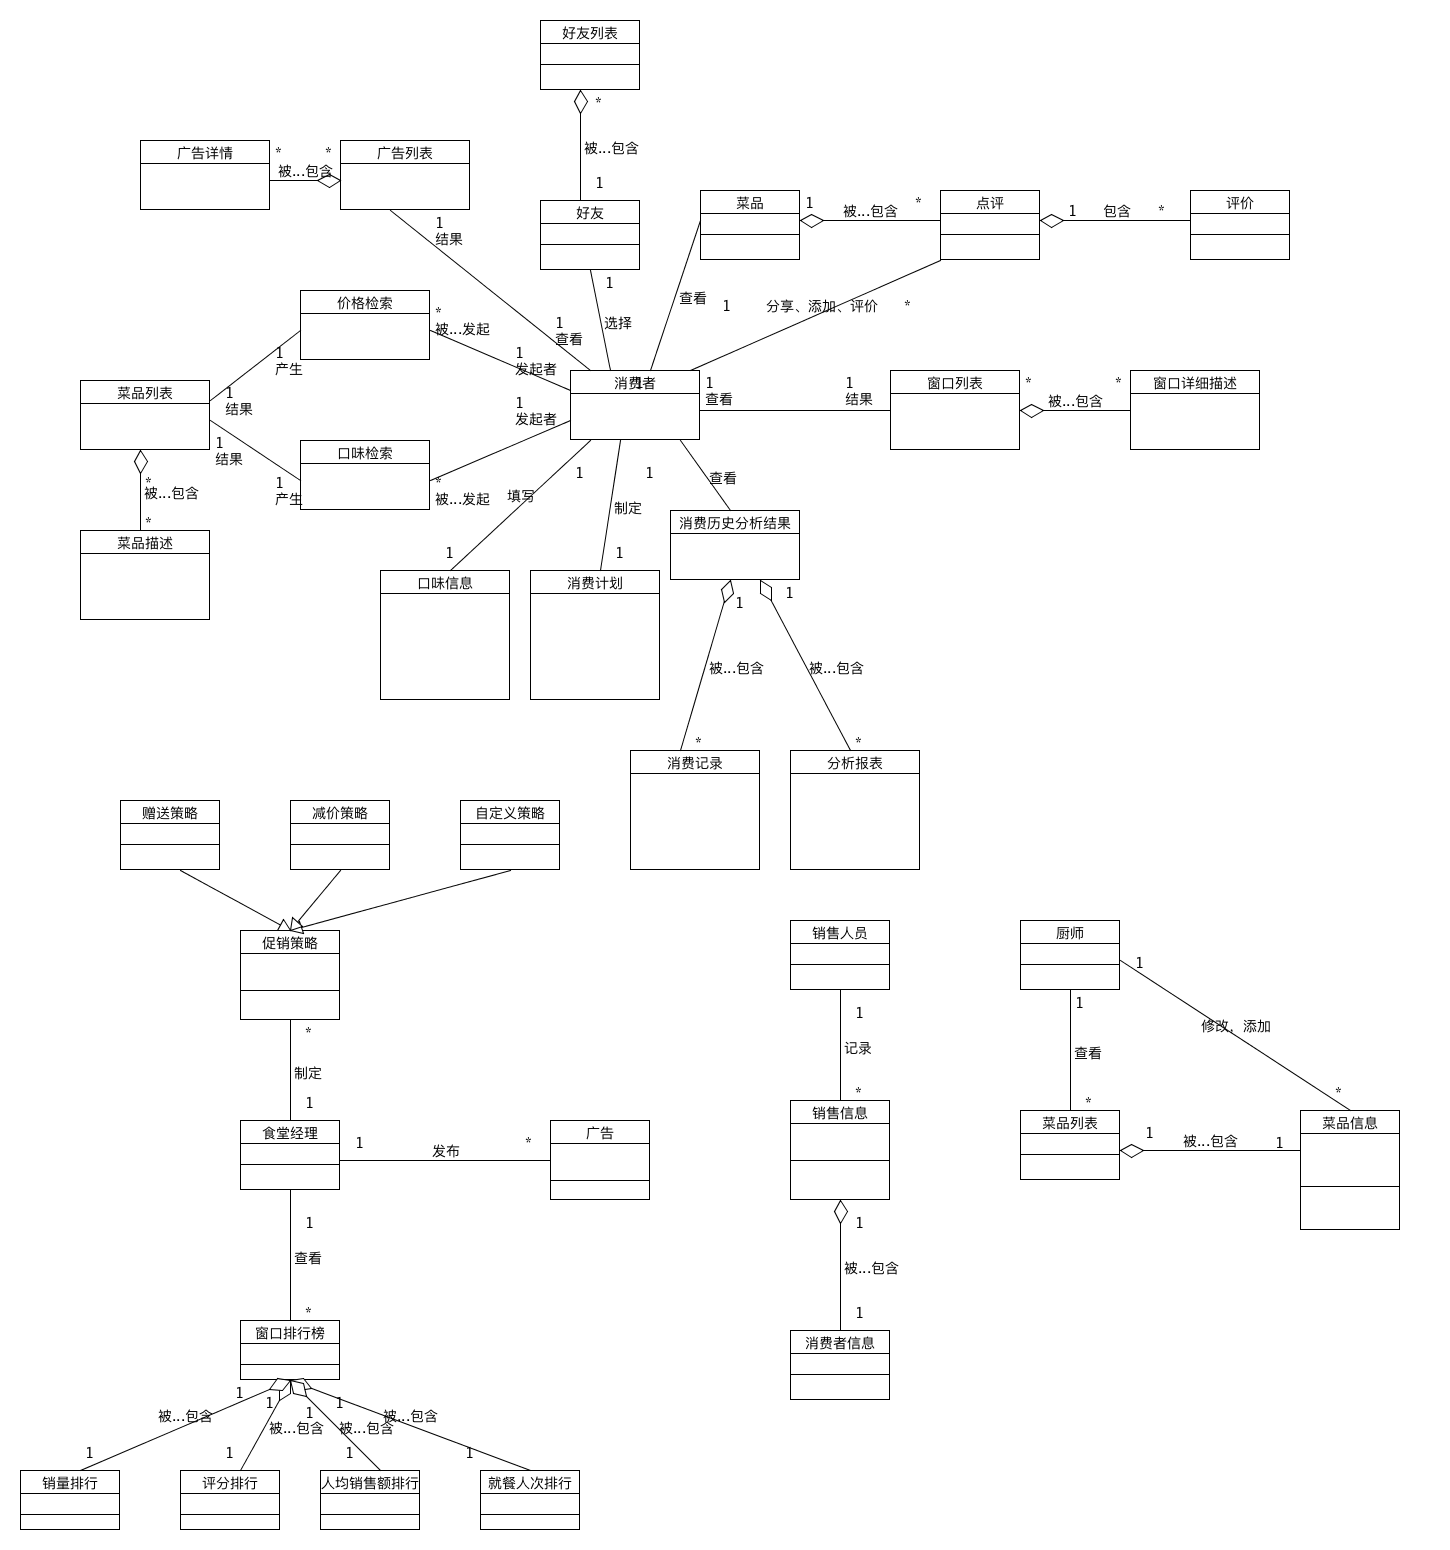 好友列表
*
被...包含
1
好友
广告详情
*
*
被...包含
广告列表
1
结果
菜品
1
被...包含
*
点评
1
包含
*
评价
1
选择
查看
1
分享、添加、评价
*
价格检索
*
被...发起
1
查看
1
发起者
1
产生
菜品列表
1
结果
消费者
1
1
查看
1
结果
窗口列表
*
*
被...包含
窗口详细描述
1
发起者
1
结果
口味检索
1
产生
*
被...发起
*
被...包含
*
菜品描述
1
填写
1
口味信息
1
制定
1
消费计划
查看
消费历史分析结果
1
1
被...包含
被...包含
*
*
消费记录
分析报表
赠送策略
减价策略
自定义策略
促销策略
*
制定
1
食堂经理
1
发布
*
广告
1
查看
*
窗口排行榜
1
1
1
1
被...包含
被...包含
被...包含
被...包含
1
1
1
1
销量排行
评分排行
人均销售额排行
就餐人次排行
销售人员
1
记录
*
销售信息
1
被...包含
1
消费者信息
厨师
1
1
修改、添加
查看
*
*
菜品列表
1
被...包含
1
菜品信息